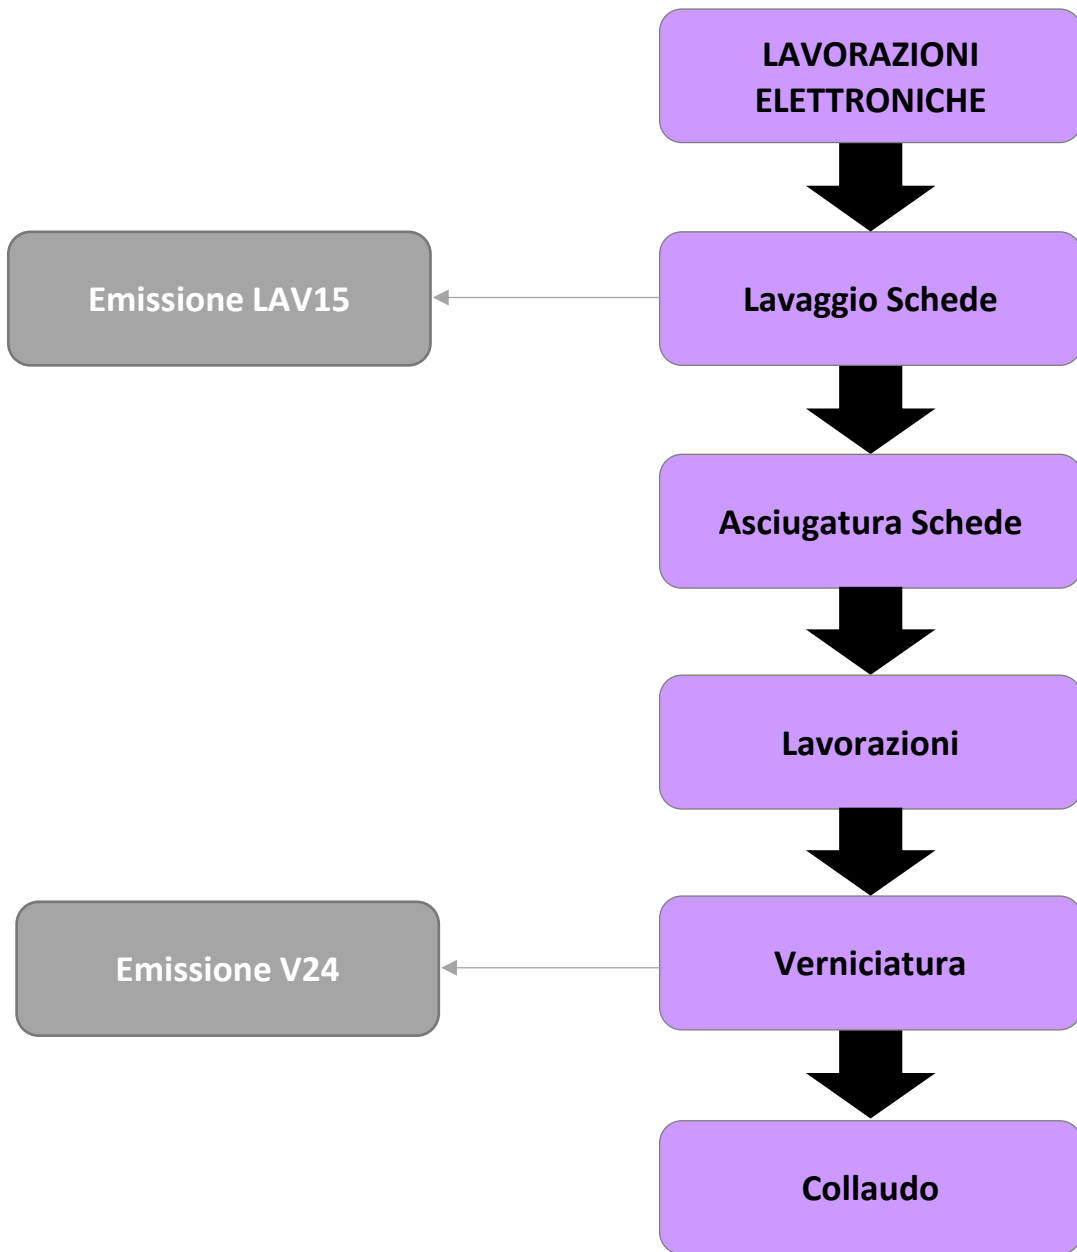 LAVORAZIONI
ELETTRONICHE
Emissione LAV15
Lavaggio Schede
Asciugatura Schede
Lavorazioni
Emissione V24
Verniciatura
Collaudo